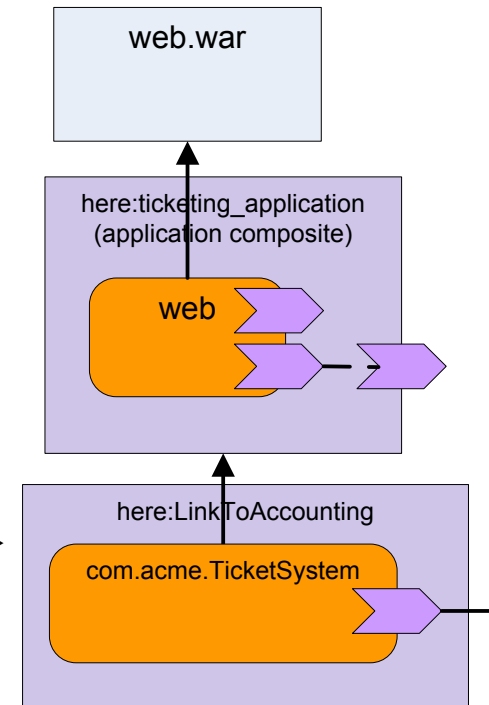 web.war
here:ticketing_application
(application composite)
web
here:LinkToAccounting
com.acme.TicketSystem